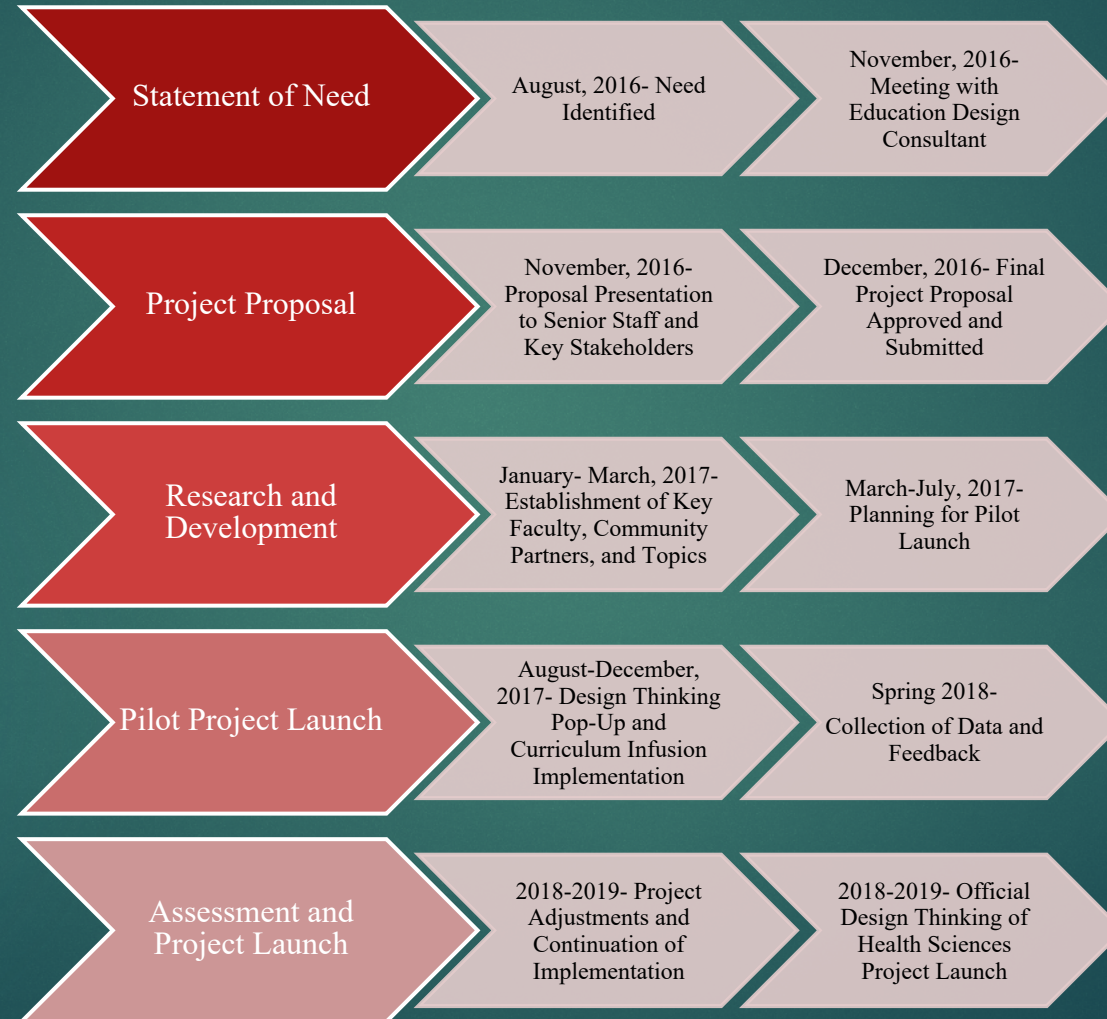 Statement of Need
August, 2016- Need
Identified
November, 2016-
Meeting with
Education Design
Consultant
Project Proposal
November, 2016-
Proposal Presentation
to Senior Staff and
Key Stakeholders
December, 2016- Final
Project Proposal
Approved and
Submitted
Research and
Development
January- March, 2017-
Establishment of Key
Faculty, Community
Partners, and Topics
March-July, 2017-
Planning for Pilot
Launch
Pilot Project Launch
August-December,
2017- Design Thinking
Pop-Up and
Curriculum Infusion
Implementation
Spring 2018-
Collection of Data and
Feedback
Assessment and
Project Launch
2018-2019- Project
Adjustments and
Continuation of
Implementation
2018-2019- Official
Design Thinking of
Health Sciences
Project Launch